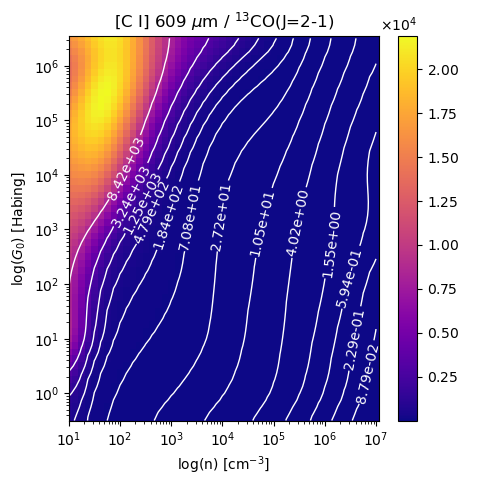 [C I] 609 μm / ¹³CO(J=2-1)
×10⁴
log(G₀) [Habing]
10⁶
10⁵
10⁴
10³
10²
10¹
10⁰
8.42e+03
3.24e+03
1.25e+03
4.79e+02
1.84e+02
7.08e+01
2.72e+01
1.05e+01
4.02e+00
1.55e+00
5.94e-01
2.29e-01
8.79e-02
2.00
1.75
1.50
1.25
1.00
0.75
0.50
0.25
10¹ 10² 10³ 10⁴ 10⁵ 10⁶ 10⁷
log(n) [cm⁻³]